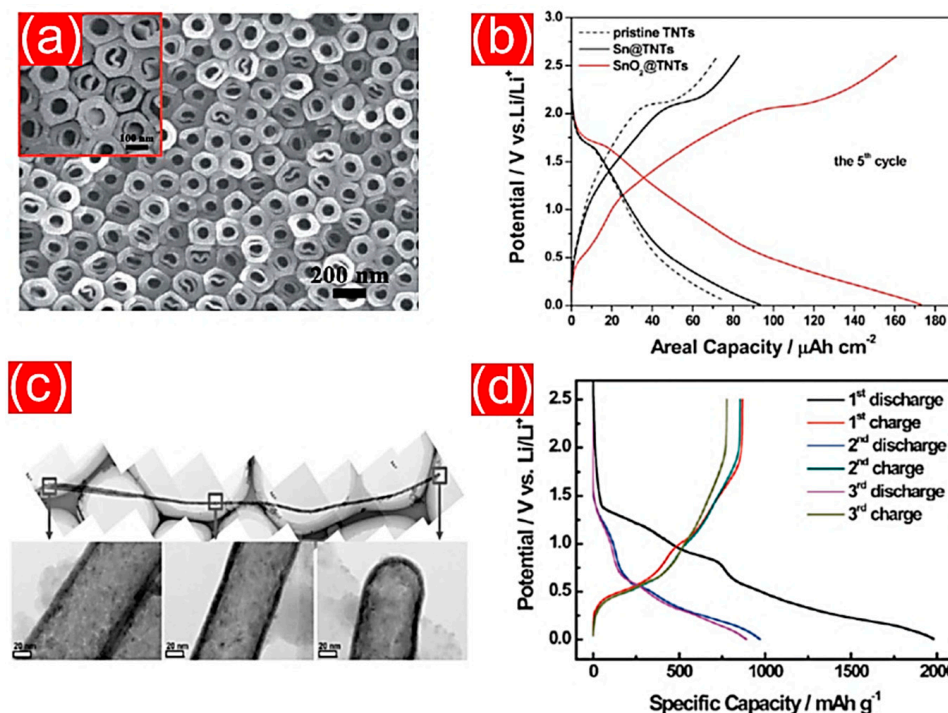 (a)
100 nm
200 nm
(b)
3.0
2.5
2.0
1.5
1.0
0.5
0.0
Potential / V vs.Li/Li⁺
pristine TNTs
Sn@TNTs
SnO₂@TNTs
the 5ᵗʰ cycle
0 20 40 60 80 100 120 140 160 180
Areal Capacity / μAh cm⁻²
(c)
20 nm
20 nm
20 nm
(d)
2.5
2.0
1.5
1.0
0.5
0.0
Potential / V vs. Li/Li⁺
1ˢᵗ discharge
1ˢᵗ charge
2ⁿᵈ discharge
2ⁿᵈ charge
3ʳᵈ discharge
3ʳᵈ charge
0 500 1000 1500 2000
Specific Capacity / mAh g⁻¹